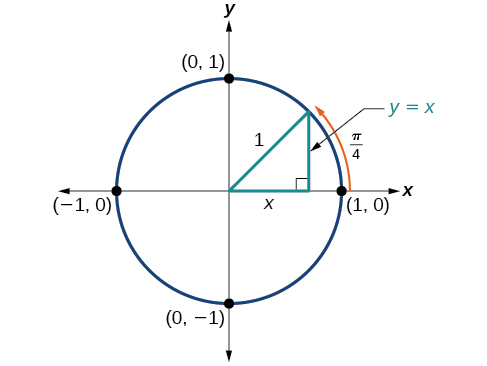 y
(0, 1)
y = x
1
π
4
x
(−1, 0)
x
(1, 0)
(0, −1)